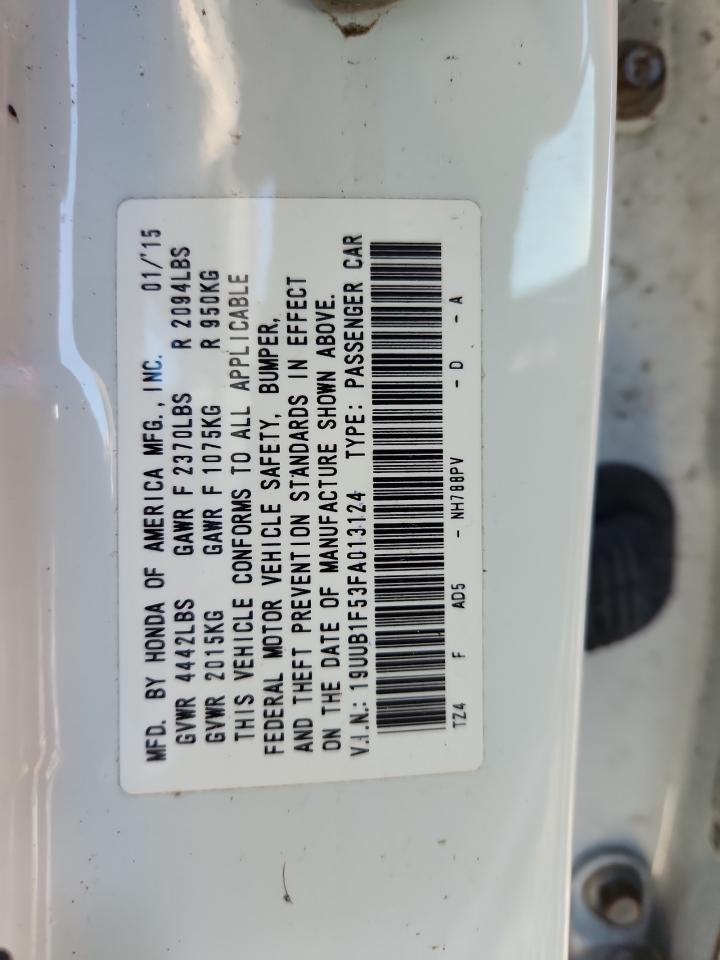 MFD. BY HONDA OF AMERICA MFG., INC. 01/'15
GVWR 4442LBS GAWR F 2370LBS R 2094LBS
GVWR 2015KG GAWR F 1075KG R 950KG
THIS VEHICLE CONFORMS TO ALL APPLICABLE
FEDERAL MOTOR VEHICLE SAFETY, BUMPER,
AND THEFT PREVENTION STANDARDS IN EFFECT
ON THE DATE OF MANUFACTURE SHOWN ABOVE.
V.I.N.: 19UUB1F53FA013124 TYPE: PASSENGER CAR
TZ4 F AD5 - NH788PV - D - A